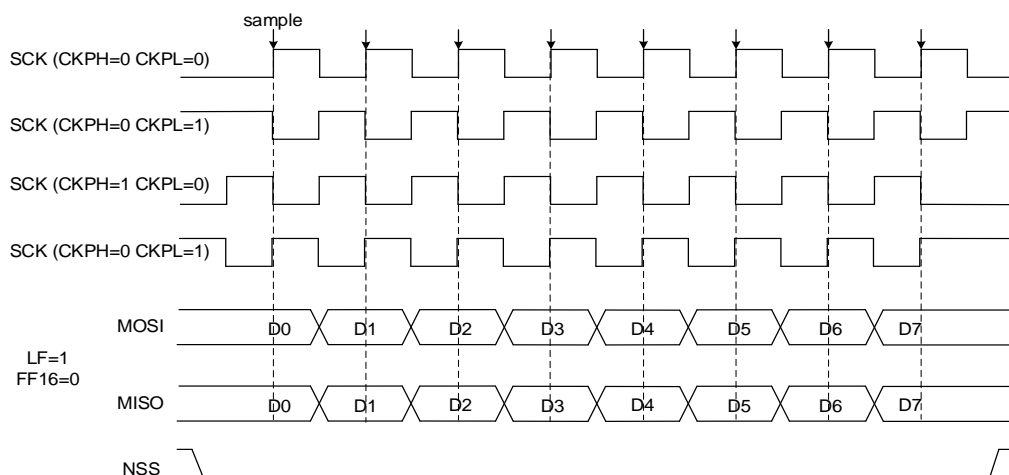 sample
SCK (CKPH=0 CKPL=0)
SCK (CKPH=0 CKPL=1)
SCK (CKPH=1 CKPL=0)
SCK (CKPH=0 CKPL=1)
MOSI
D0 D1 D2 D3 D4 D5 D6 D7
LF=1
FF16=0
MISO
D0 D1 D2 D3 D4 D5 D6 D7
NSS